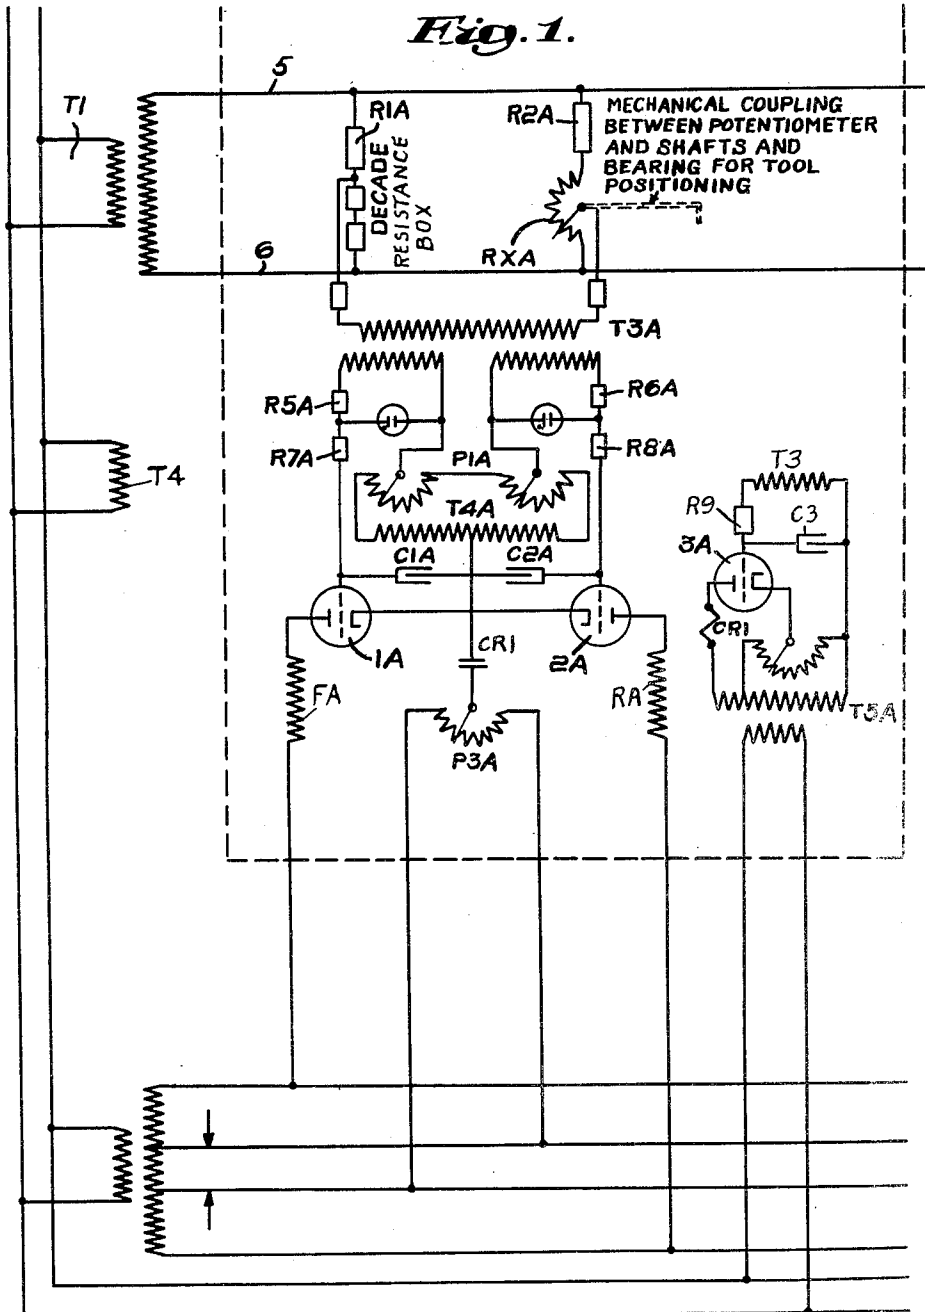 Fig. 1.
5
T1
R1A
DECADE
RESISTANCE
BOX
R2A
MECHANICAL COUPLING
BETWEEN POTENTIOMETER
AND SHAFTS AND
BEARING FOR TOOL
POSITIONING
6
RXA
T3A
R5A
R6A
R7A
P1A
R8A
T4
T4A
T3
R9
C3
C1A
C2A
3A
1A
CR1
2A
CR1
FA
RA
T5A
P3A